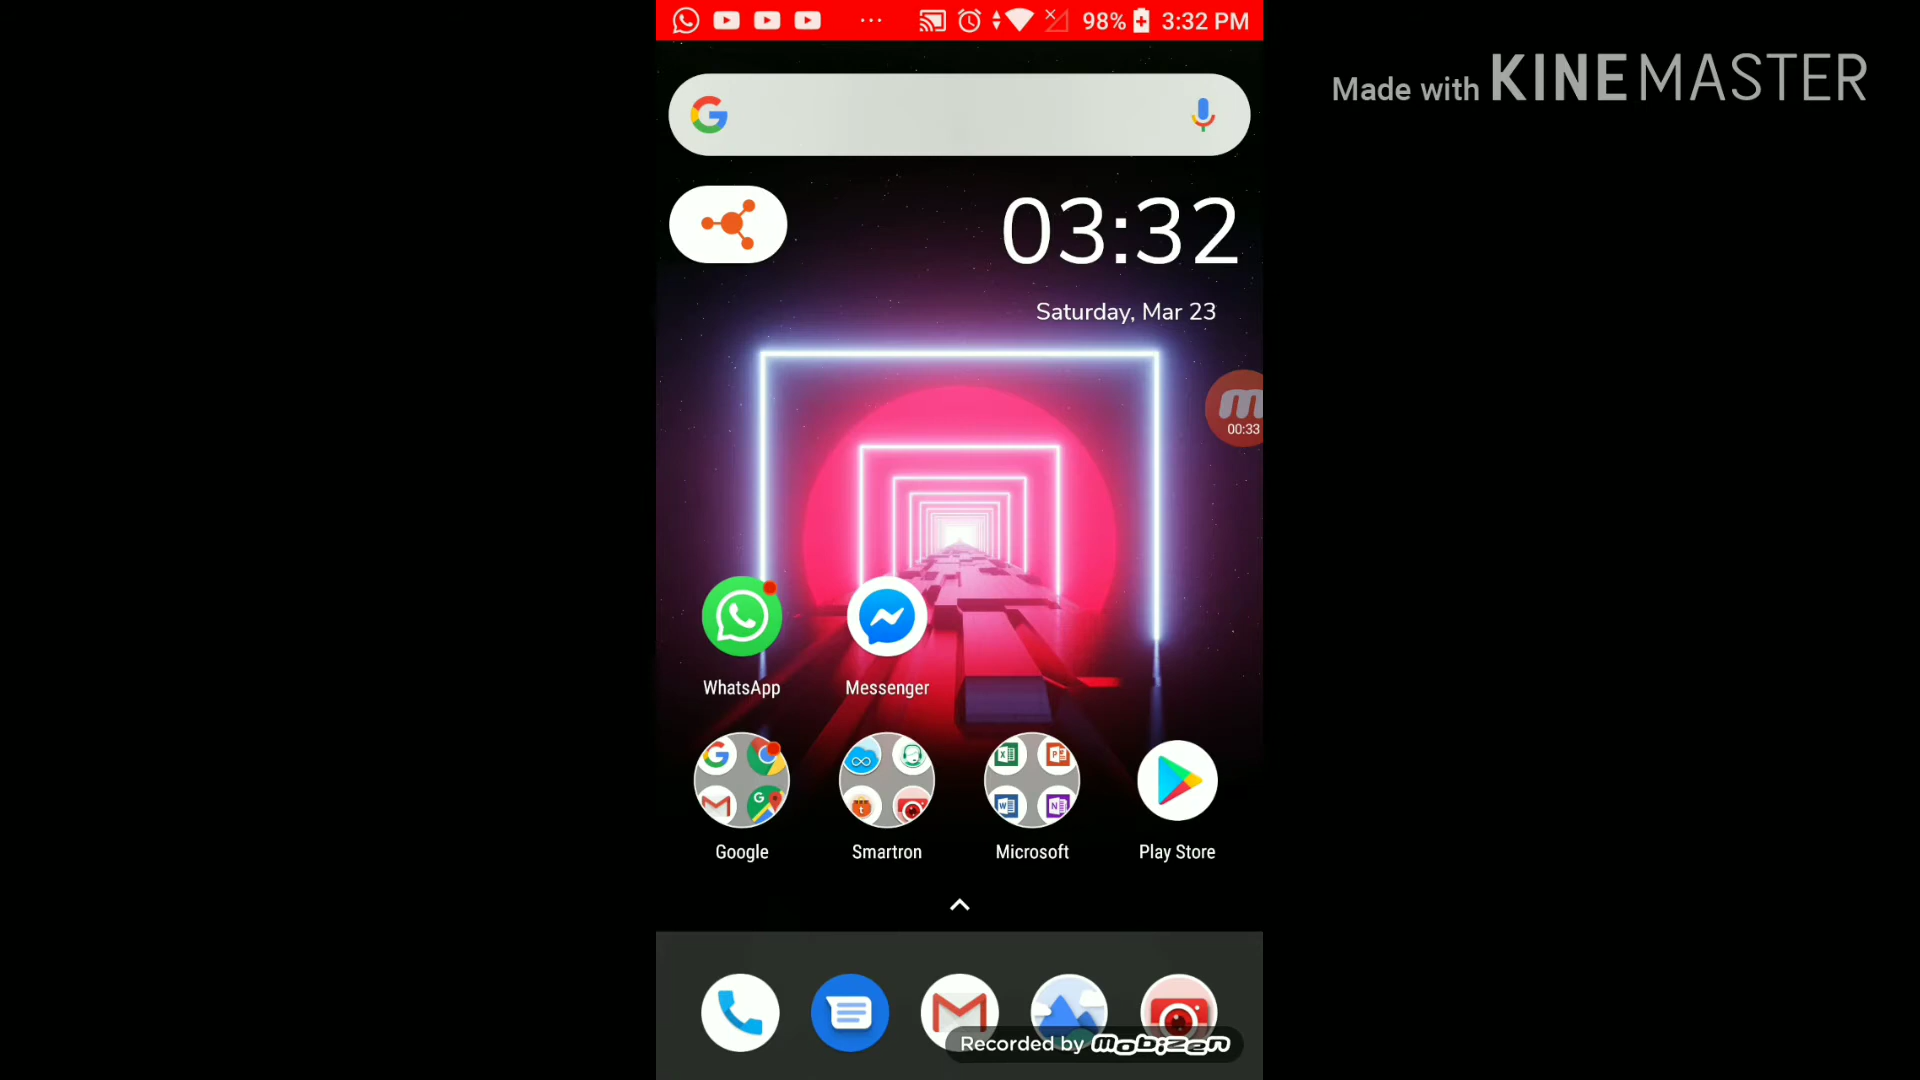 98% 3:32 PM
Made with KINEMASTER
03:32
Saturday, Mar 23
00:33
WhatsApp
Messenger
Google
Smartron
Microsoft
Play Store
Recorded by mobizen